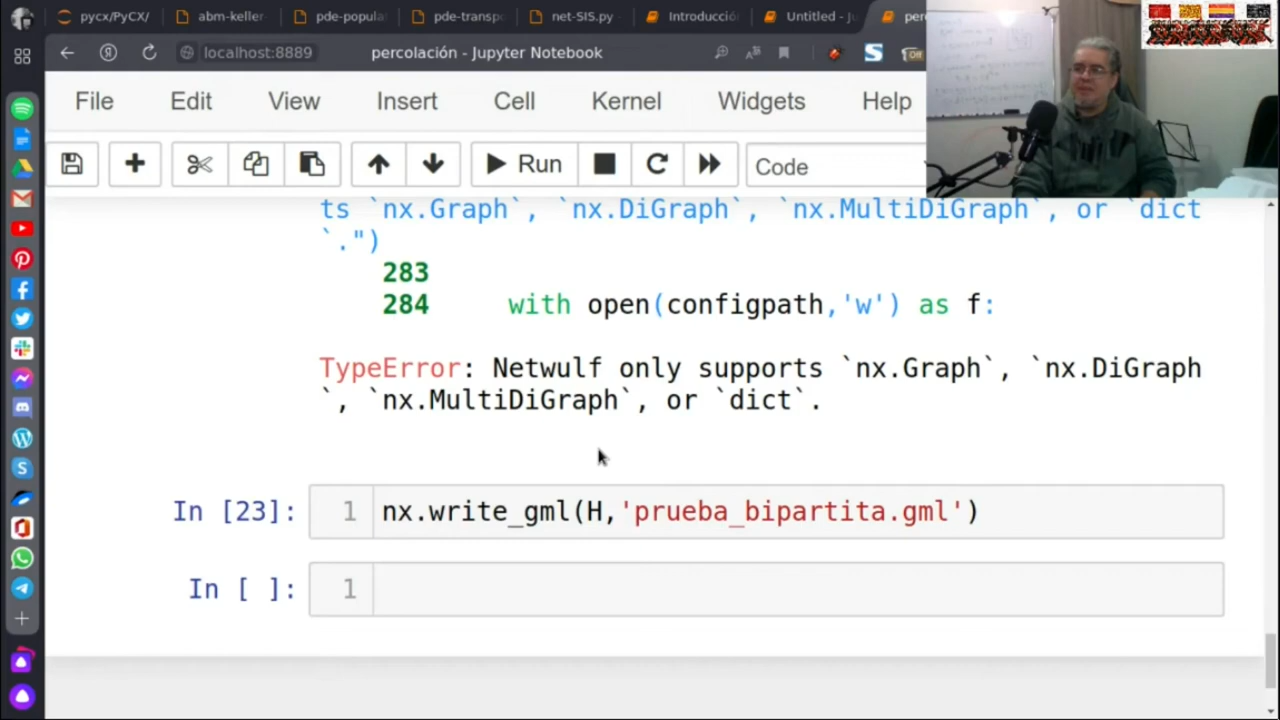 pycx/PyCX/
abm-keller
pde-popula
pde-transp
net-SIS.py
Introducció
Untitled - Ju
perc
localhost:8889
percolación - Jupyter Notebook
Off
File Edit View Insert Cell Kernel Widgets Help
Run
Code
ts `nx.Graph`, `nx.DiGraph`, `nx.MultiDiGraph`, or `dict
`.")
283
284 with open(configpath,'w') as f:
TypeError: Netwulf only supports `nx.Graph`, `nx.DiGraph
`, `nx.MultiDiGraph`, or `dict`.
In [23]: 1 nx.write_gml(H,'prueba_bipartita.gml')
In [ ]: 1